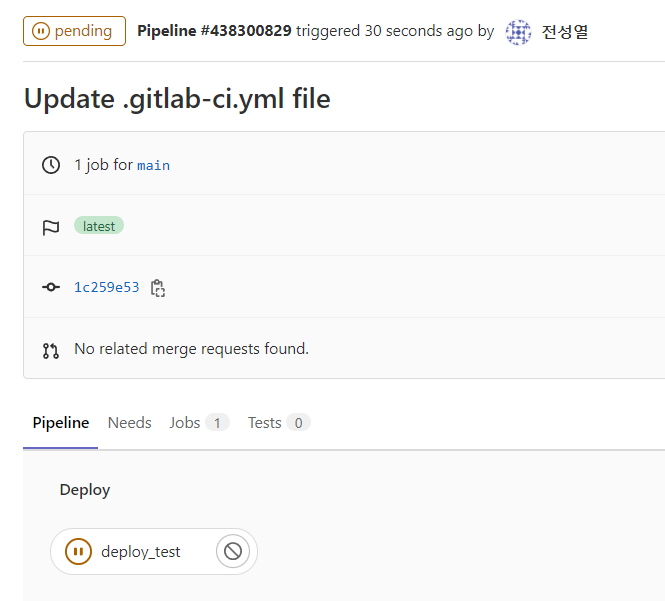 pending Pipeline #438300829 triggered 30 seconds ago by 전성열
Update .gitlab-ci.yml file
1 job for main
latest
1c259e53
No related merge requests found.
Pipeline Needs Jobs 1 Tests 0
Deploy
deploy_test